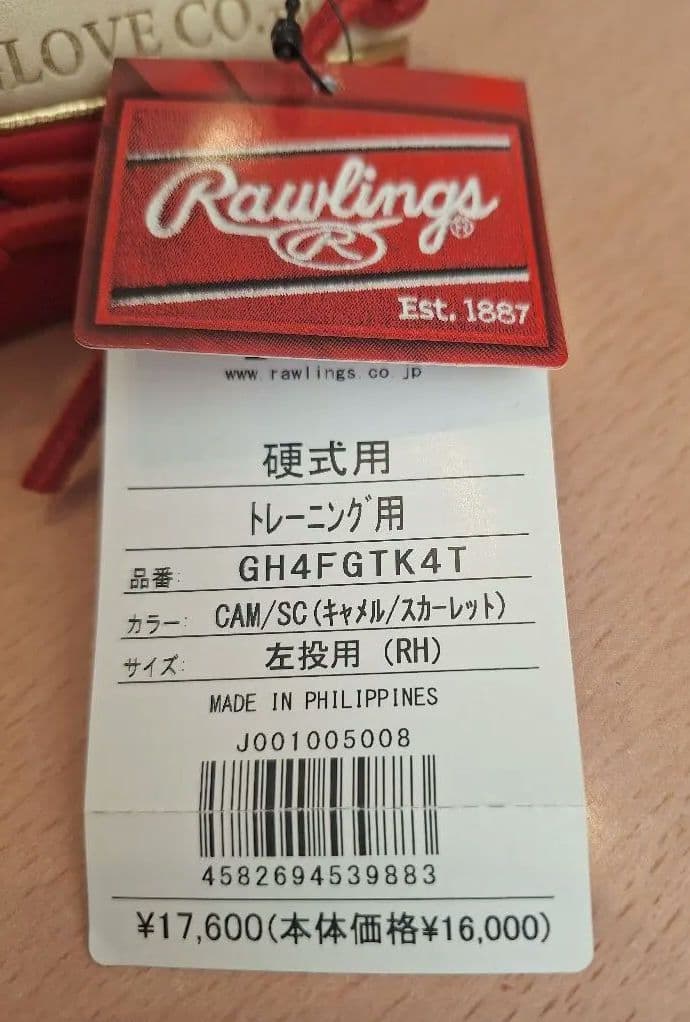 GLOVE CO.
Rawlings®
R
Est. 1887
www.rawlings.co.jp
硬式用
トレーニング用
品番: GH4FGTK4T
カラー: CAM/SC(キャメル/スカーレット)
サイズ: 左投用 (RH)
MADE IN PHILIPPINES
J001005008
4582694539883
¥17,600(本体価格¥16,000)